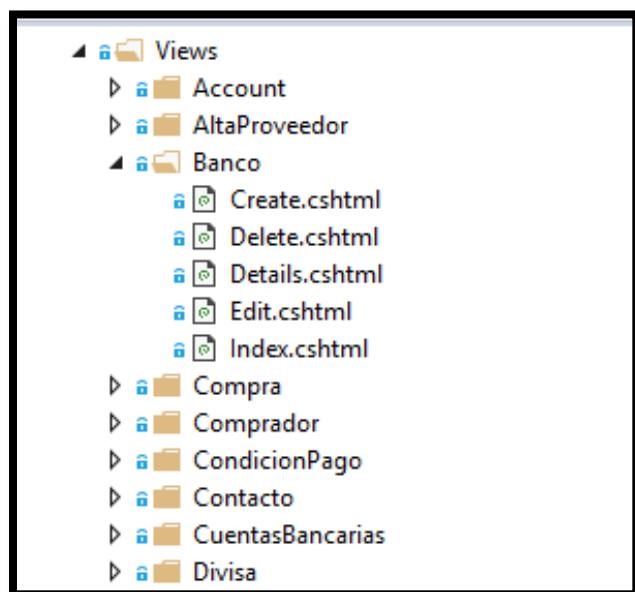 Views
Account
AltaProveedor
Banco
Create.cshtml
Delete.cshtml
Details.cshtml
Edit.cshtml
Index.cshtml
Compra
Comprador
CondicionPago
Contacto
CuentasBancarias
Divisa